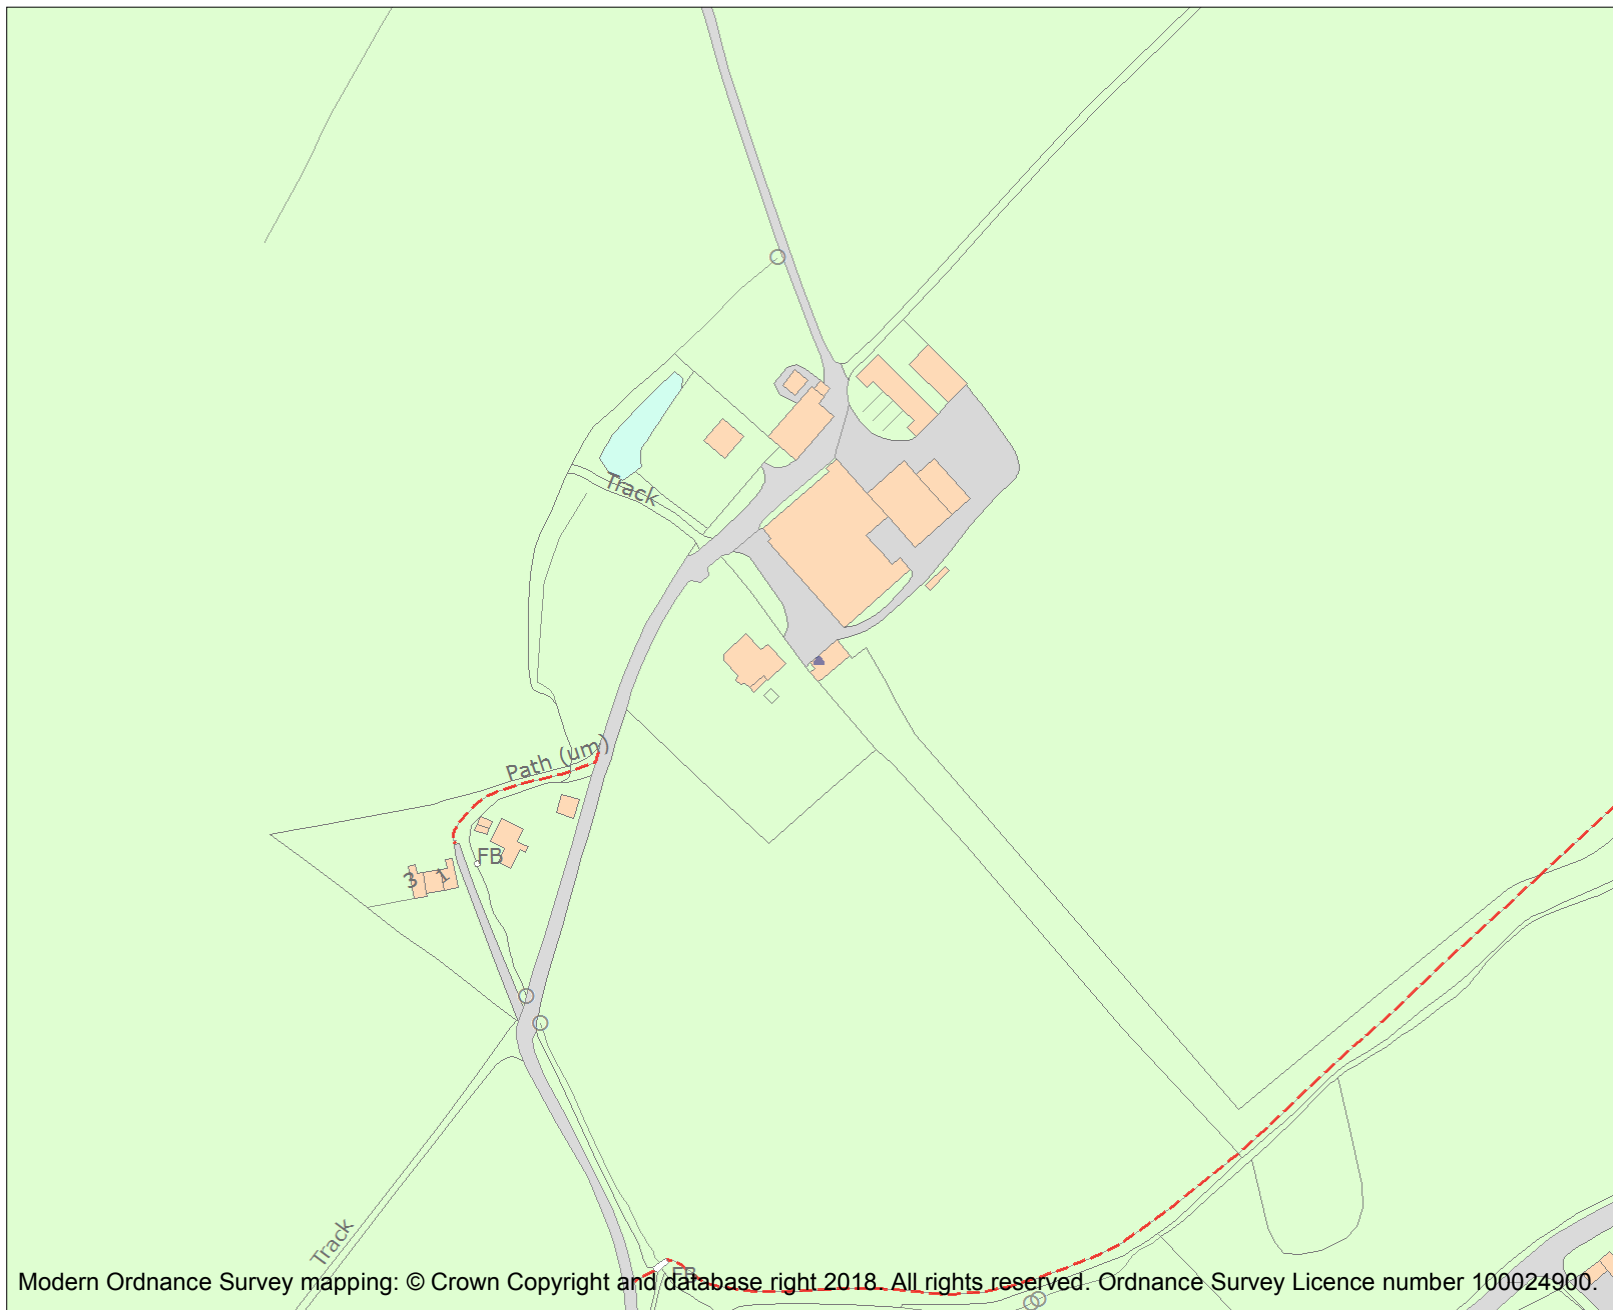 Track
Path (um)
FB
3 1
Track
FB
Modern Ordnance Survey mapping: © Crown Copyright and database right 2018. All rights reserved. Ordnance Survey Licence number 100024900.